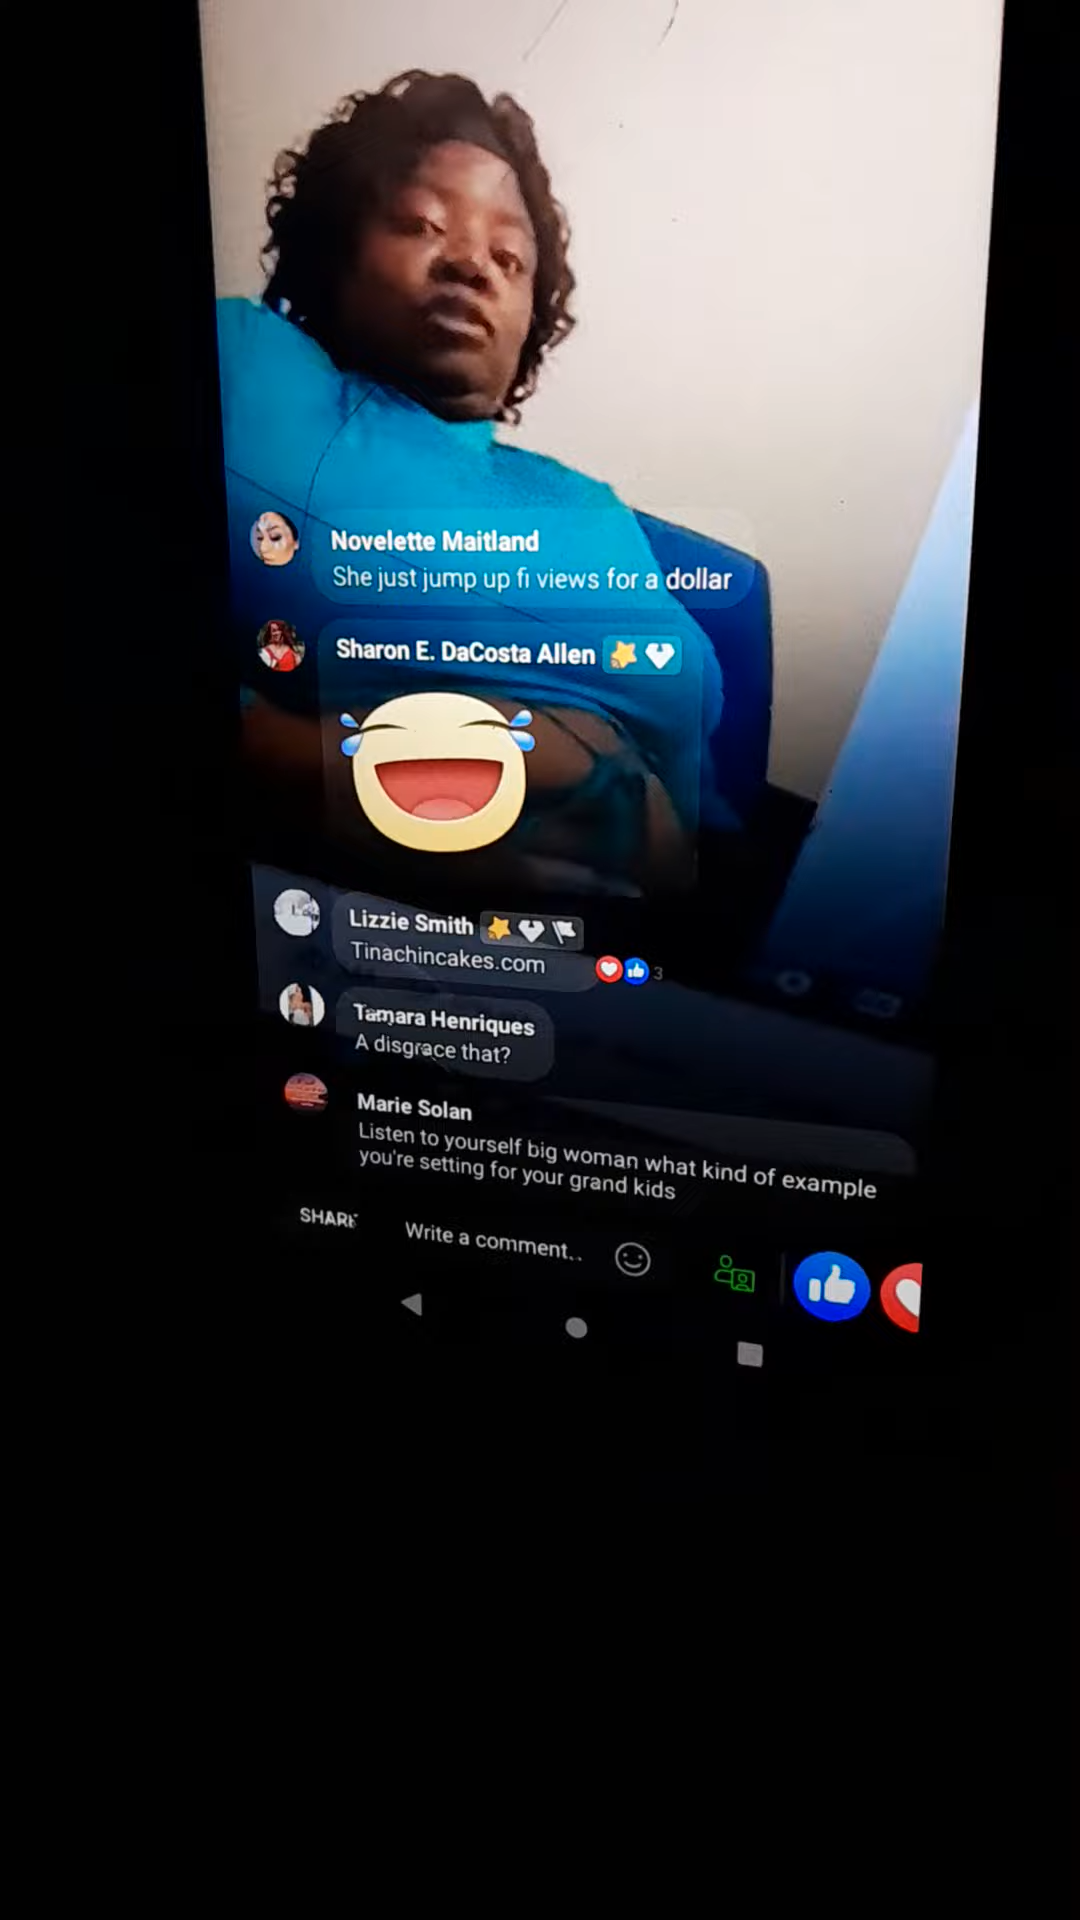 Novelette Maitland
She just jump up fi views for a dollar
Sharon E. DaCosta Allen
Lizzie Smith
Tinachincakes.com
3
Tamara Henriques
A disgrace that?
Marie Solan
Listen to yourself big woman what kind of example
you're setting for your grand kids
SHARE
Write a comment..